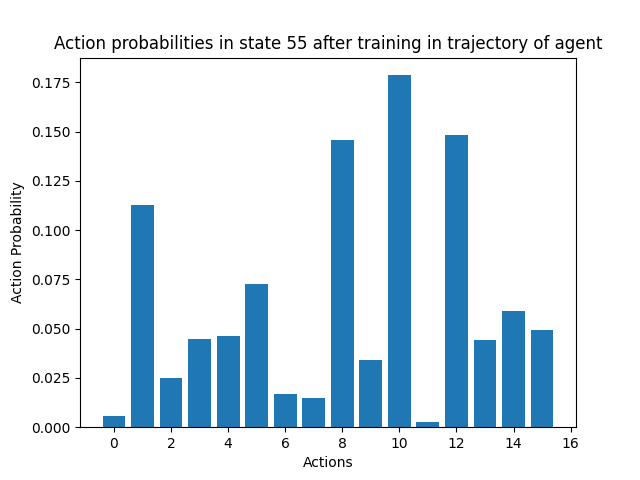 Action probabilities in state 55 after training in trajectory of agent
0.175
0.150
0.125
0.100
0.075
0.050
0.025
0.000
Action Probability
0 2 4 6 8 10 12 14 16
Actions